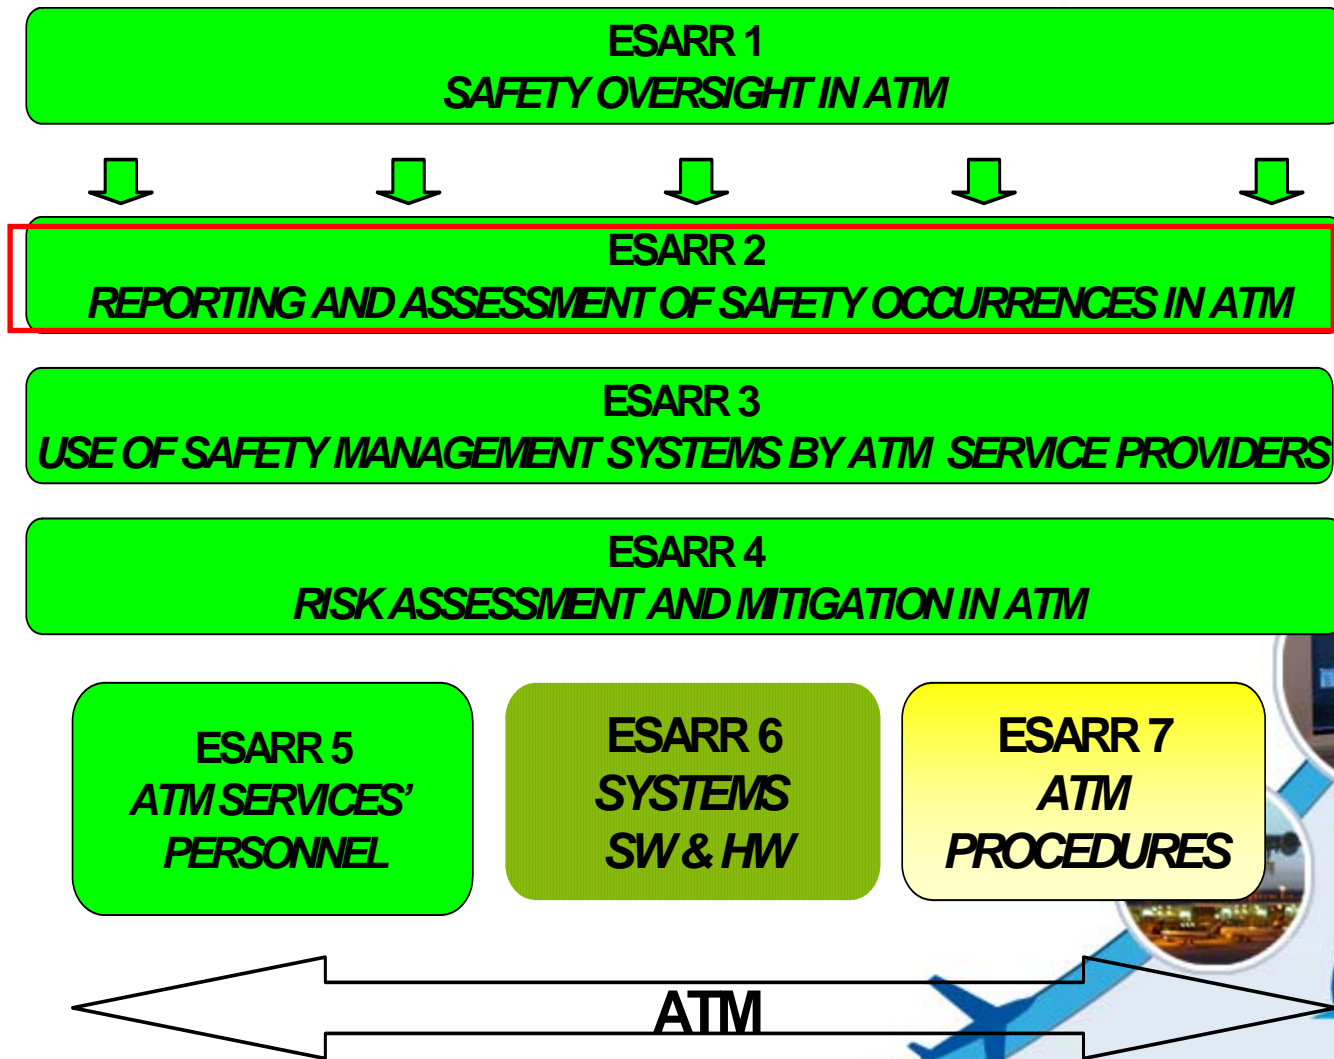 ESARR 1
SAFETY OVERSIGHT IN ATM
ESARR 2
REPORTING AND ASSESSMENT OF SAFETY OCCURRENCES IN ATM
ESARR 3
USE OF SAFETY MANAGEMENT SYSTEMS BY ATM SERVICE PROVIDERS
ESARR 4
RISK ASSESSMENT AND MITIGATION IN ATM
ESARR 5
ATM SERVICES’
PERSONNEL
ESARR 6
SYSTEMS
SW & HW
ESARR 7
ATM
PROCEDURES
ATM